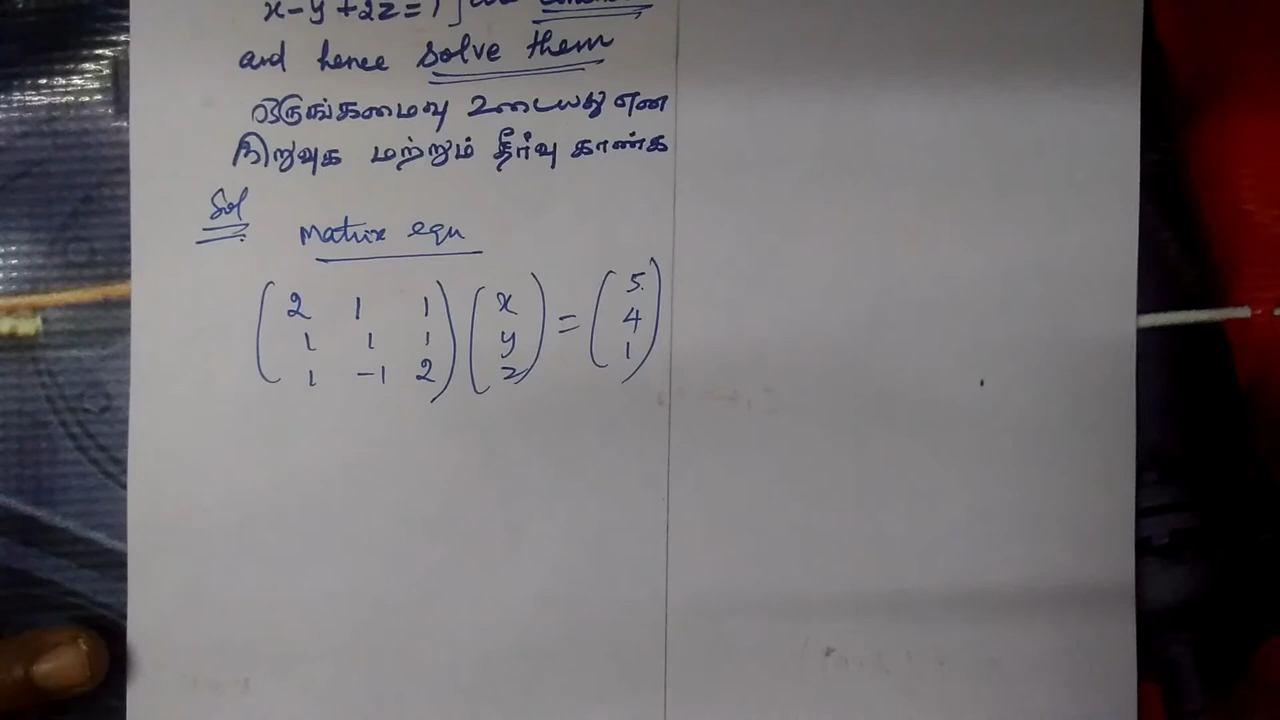 x-y+2z=1
and hence solve them
ஒருங்கமைவு உடையது என
நிறுவுக மற்றும் தீர்வு காண்க
Sol
Matrix equ
2 1 1 x = 5
1 1 1 y 4
1 -1 2 z 1